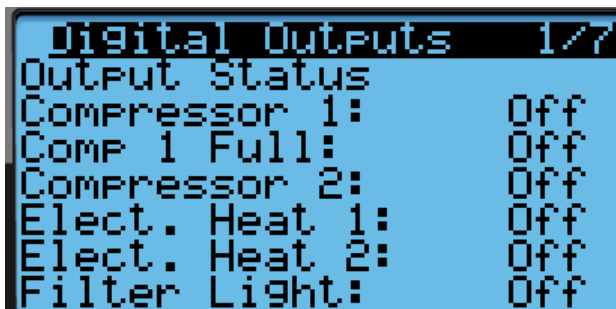 Digital Outputs 1/7
Output Status
Compressor 1: Off
Comp 1 Full: Off
Compressor 2: Off
Elect. Heat 1: Off
Elect. Heat 2: Off
Filter Light: Off